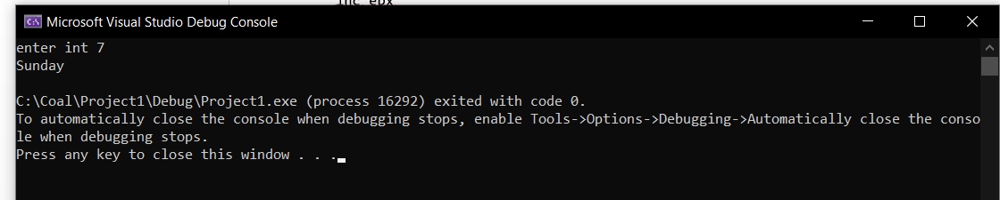 inc ebx
Microsoft Visual Studio Debug Console
enter int 7
Sunday
C:\Coal\Project1\Debug\Project1.exe (process 16292) exited with code 0.
To automatically close the console when debugging stops, enable Tools->Options->Debugging->Automatically close the conso
le when debugging stops.
Press any key to close this window . . .